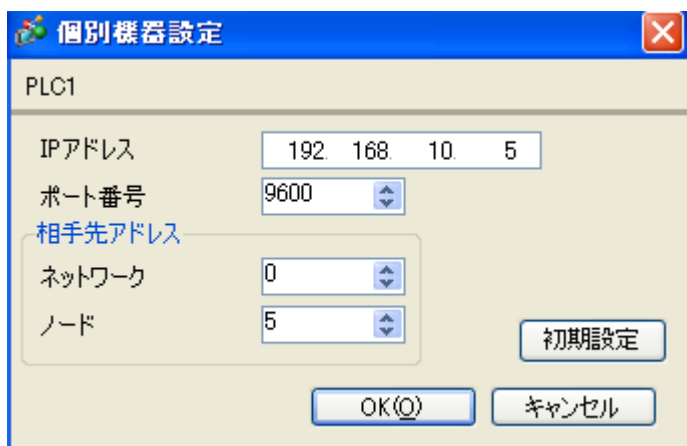 個別機器設定
PLC1
IPアドレス 192. 168. 10. 5
ポート番号 9600
相手先アドレス
ネットワーク 0
ノード 5
初期設定
OK(O) キャンセル